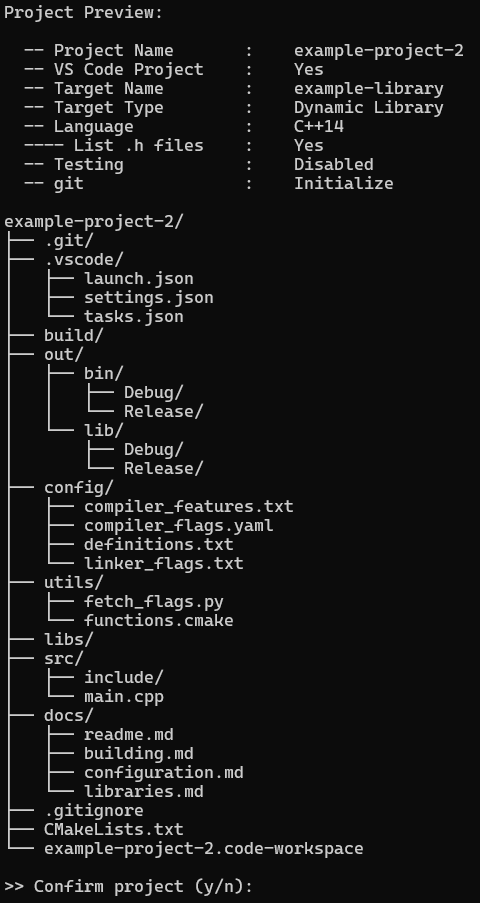 Project Preview:

  -- Project Name       :    example-project-2
  -- VS Code Project    :    Yes
  -- Target Name        :    example-library
  -- Target Type        :    Dynamic Library
  -- Language           :    C++14
  ---- List .h files    :    Yes
  -- Testing            :    Disabled
  -- git                :    Initialize

example-project-2/
├── .git/
├── .vscode/
│   ├── launch.json
│   ├── settings.json
│   └── tasks.json
├── build/
├── out/
│   ├── bin/
│   │   ├── Debug/
│   │   └── Release/
│   └── lib/
│       ├── Debug/
│       └── Release/
├── config/
│   ├── compiler_features.txt
│   ├── compiler_flags.yaml
│   ├── definitions.txt
│   └── linker_flags.txt
├── utils/
│   ├── fetch_flags.py
│   └── functions.cmake
├── libs/
├── src/
│   ├── include/
│   └── main.cpp
├── docs/
│   ├── readme.md
│   ├── building.md
│   ├── configuration.md
│   └── libraries.md
├── .gitignore
├── CMakeLists.txt
└── example-project-2.code-workspace

>> Confirm project (y/n):